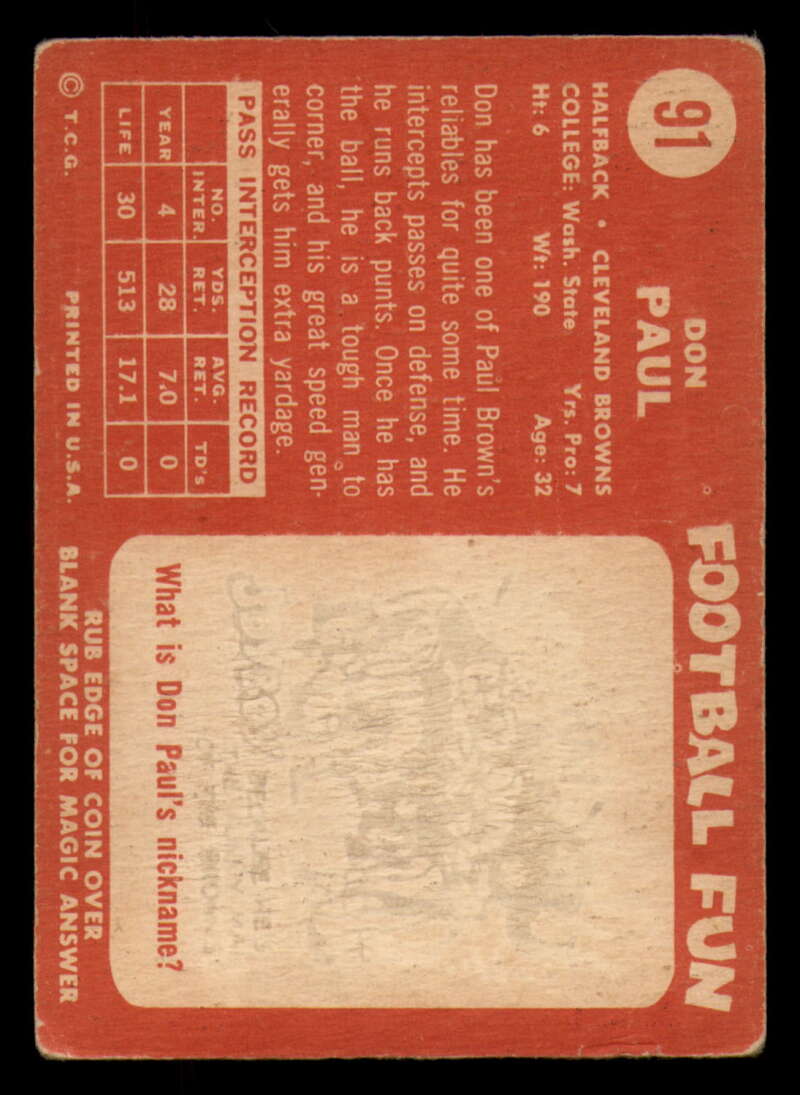 91
DON
PAUL
HALFBACK • CLEVELAND BROWNS
COLLEGE: Wash. State Yrs. Pro: 7
Ht: 6 Wt: 190 Age: 32
Don has been one of Paul Brown's
reliables for quite some time. He
intercepts passes on defense, and
he runs back punts. Once he has
the ball, he is a tough man to
corner, and his great speed gen-
erally gets him extra yardage.
PASS INTERCEPTION RECORD
NO. INTER. YDS. RET. AVG. RET. TD's
YEAR 4 28 7.0 0
LIFE 30 513 17.1 0
© T.C.G. PRINTED IN U.S.A.
FOOTBALL FUN
What is Don Paul's nickname?
RUB EDGE OF COIN OVER
BLANK SPACE FOR MAGIC ANSWER